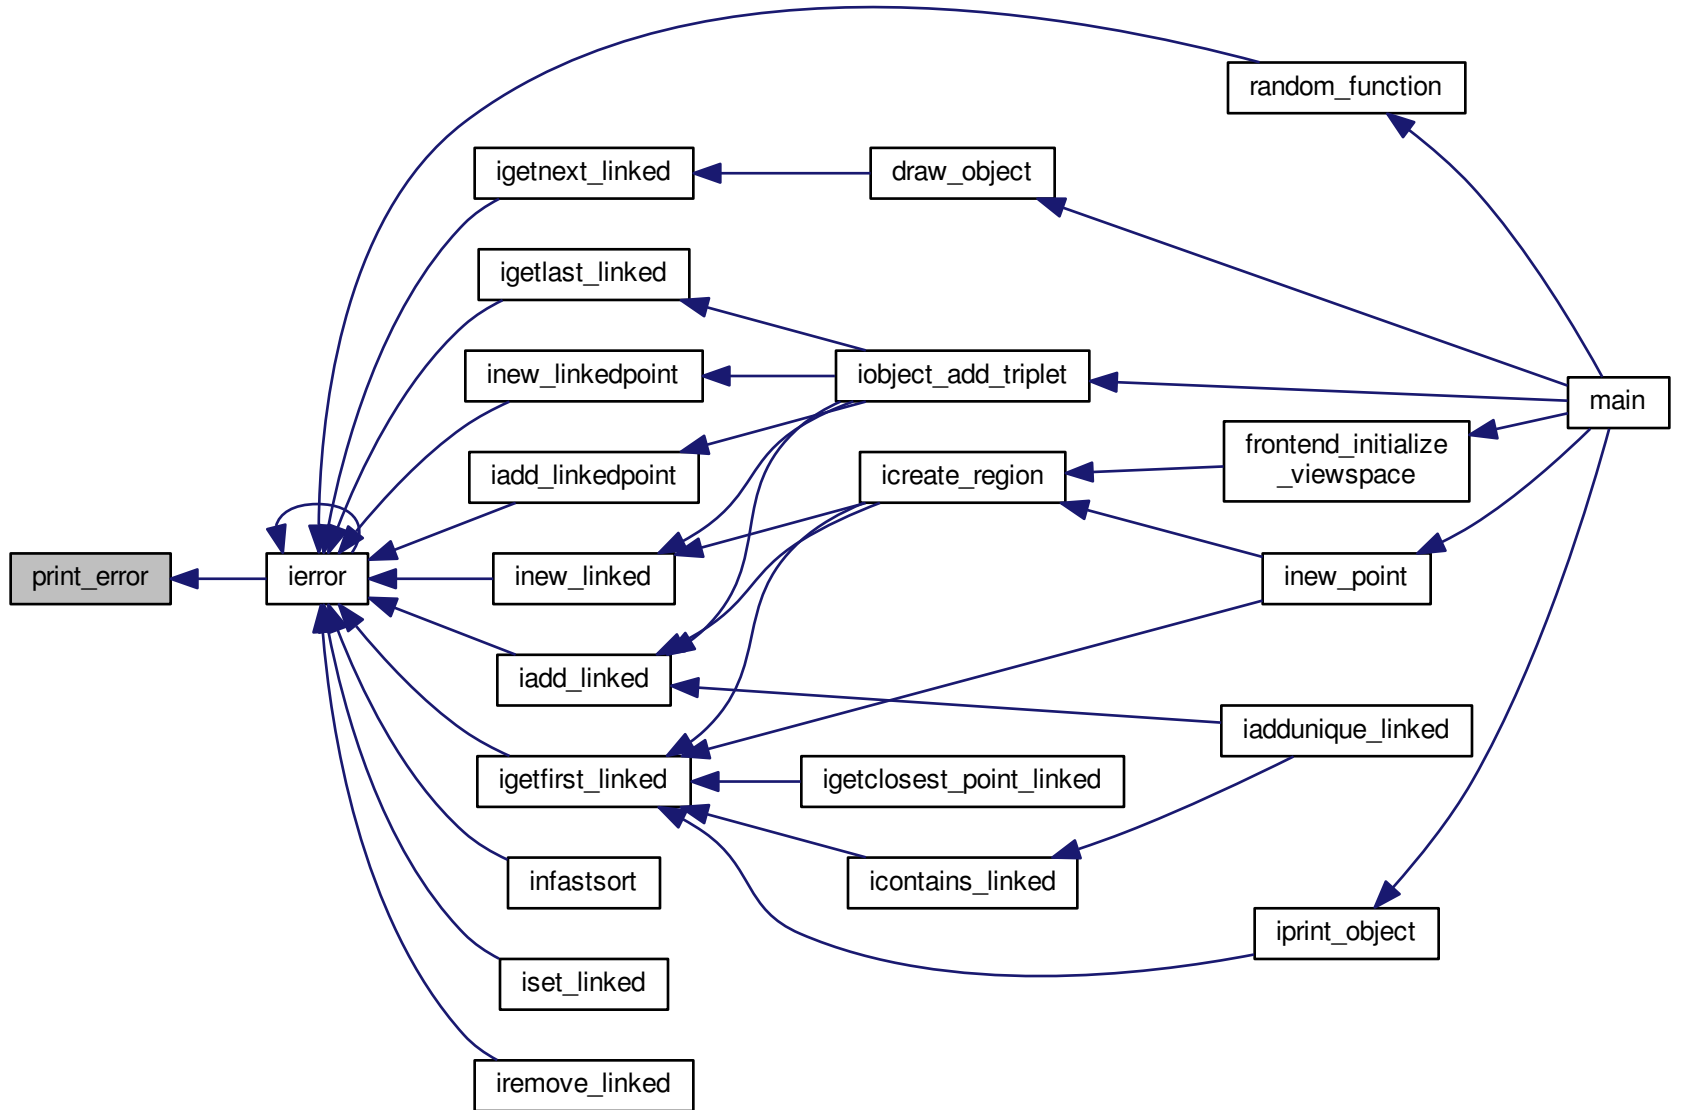 random_function
igetnext_linked
draw_object
igetlast_linked
inew_linkedpoint
iobject_add_triplet
main
frontend_initialize
_viewspace
iadd_linkedpoint
icreate_region
print_error
ierror
inew_linked
inew_point
iadd_linked
iaddunique_linked
igetfirst_linked
igetclosest_point_linked
infastsort
icontains_linked
iprint_object
iset_linked
iremove_linked